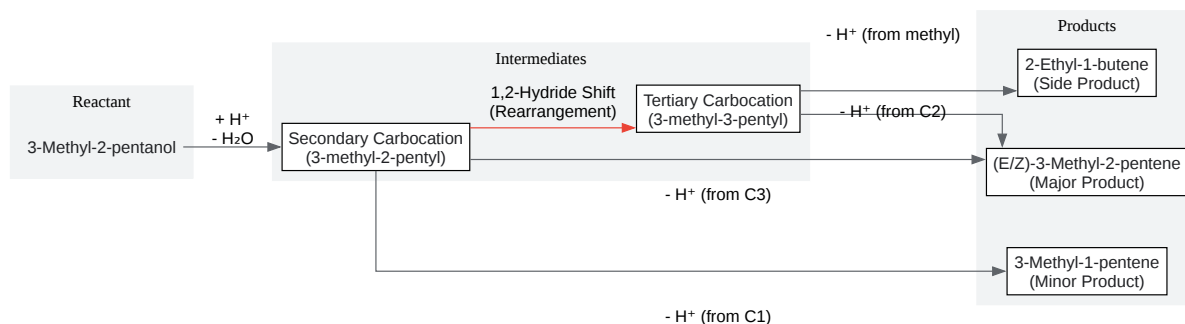 Reactant
3-Methyl-2-pentanol
+ H⁺
- H₂O
Intermediates
Secondary Carbocation
(3-methyl-2-pentyl)
1,2-Hydride Shift
(Rearrangement)
Tertiary Carbocation
(3-methyl-3-pentyl)
- H⁺ (from methyl)
- H⁺ (from C2)
- H⁺ (from C3)
- H⁺ (from C1)
Products
2-Ethyl-1-butene
(Side Product)
(E/Z)-3-Methyl-2-pentene
(Major Product)
3-Methyl-1-pentene
(Minor Product)